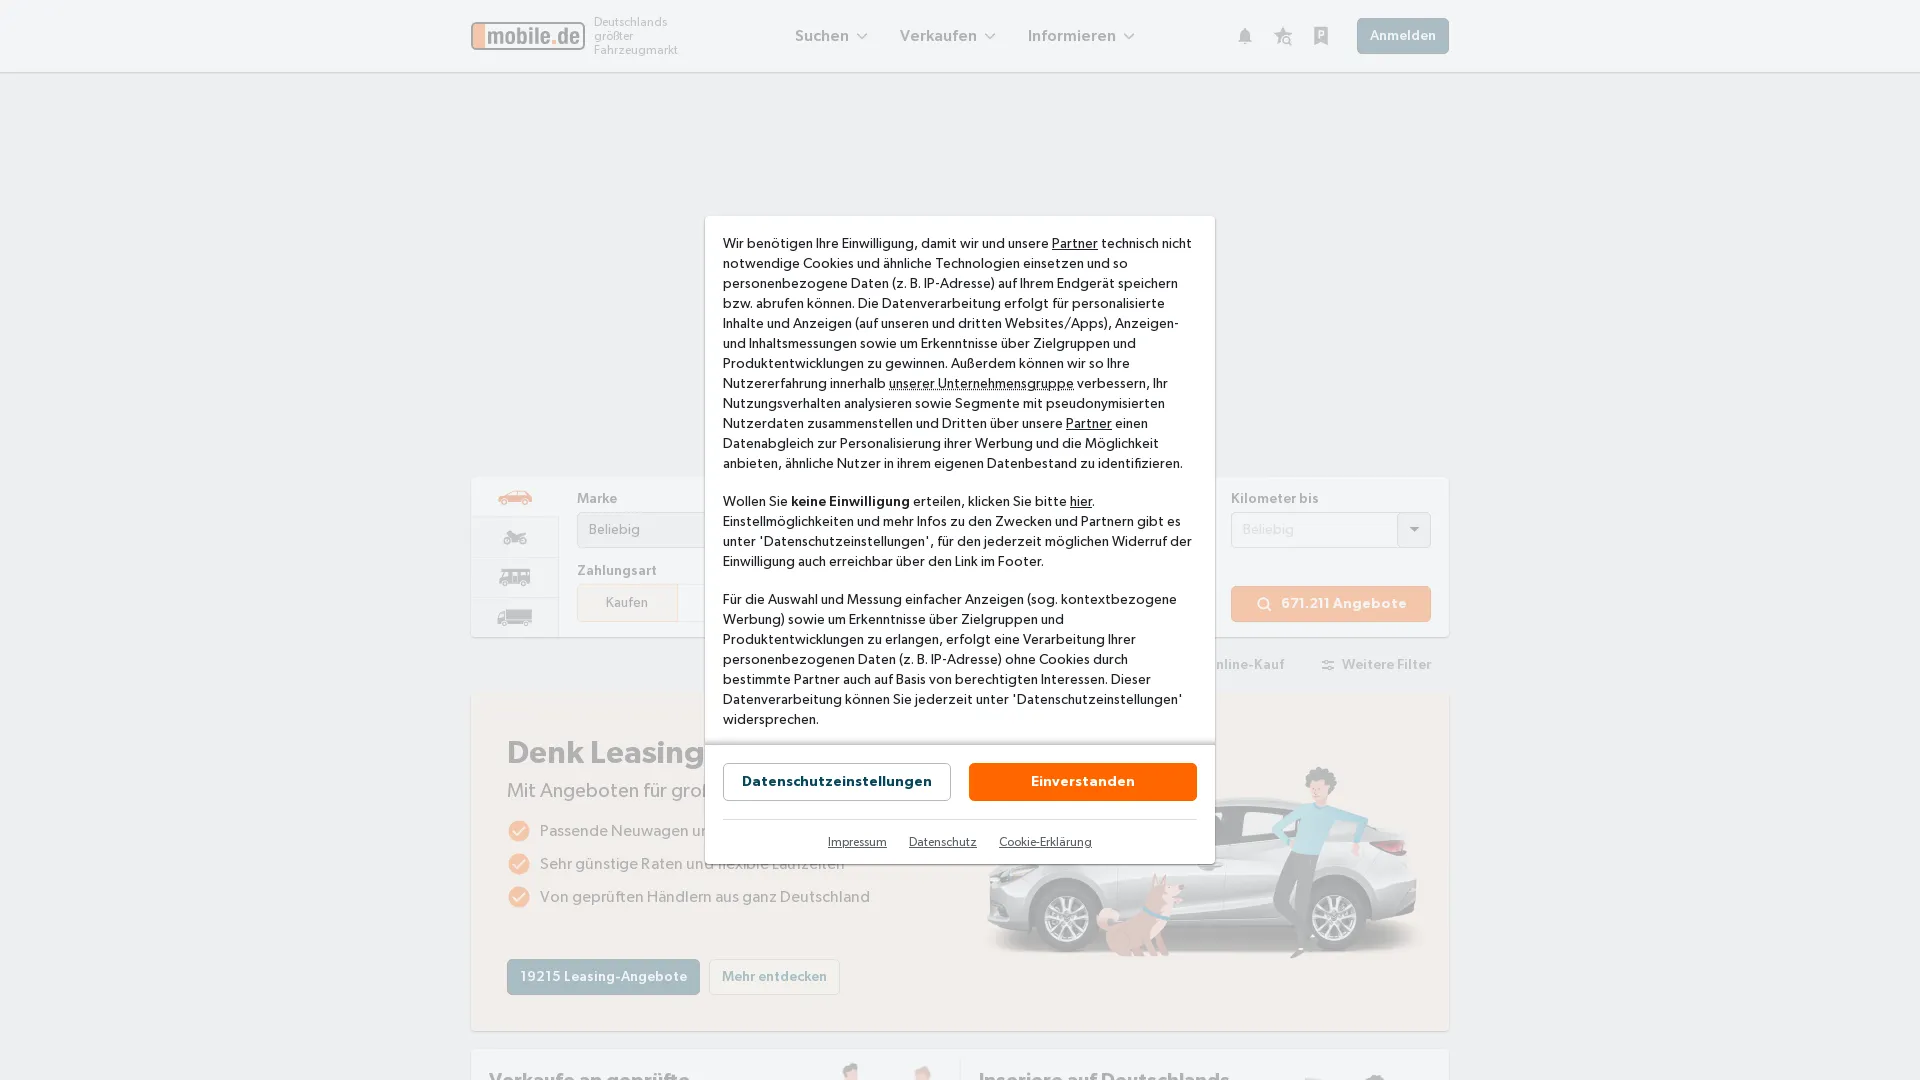 mobile.de
Deutschlands
größter
Fahrzeugmarkt
Suchen
Verkaufen
Informieren
Anmelden
Wir benötigen Ihre Einwilligung, damit wir und unsere Partner technisch nicht
notwendige Cookies und ähnliche Technologien einsetzen und so
personenbezogene Daten (z. B. IP-Adresse) auf Ihrem Endgerät speichern
bzw. abrufen können. Die Datenverarbeitung erfolgt für personalisierte
Inhalte und Anzeigen (auf unseren und dritten Websites/Apps), Anzeigen-
und Inhaltsmessungen sowie um Erkenntnisse über Zielgruppen und
Produktentwicklungen zu gewinnen. Außerdem können wir so Ihre
Nutzererfahrung innerhalb unserer Unternehmensgruppe verbessern, Ihr
Nutzungsverhalten analysieren sowie Segmente mit pseudonymisierten
Nutzerdaten zusammenstellen und Dritten über unsere Partner einen
Datenabgleich zur Personalisierung ihrer Werbung und die Möglichkeit
anbieten, ähnliche Nutzer in ihrem eigenen Datenbestand zu identifizieren.
Wollen Sie keine Einwilligung erteilen, klicken Sie bitte hier.
Einstellmöglichkeiten und mehr Infos zu den Zwecken und Partnern gibt es
unter 'Datenschutzeinstellungen', für den jederzeit möglichen Widerruf der
Einwilligung auch erreichbar über den Link im Footer.
Für die Auswahl und Messung einfacher Anzeigen (sog. kontextbezogene
Werbung) sowie um Erkenntnisse über Zielgruppen und
Produktentwicklungen zu erlangen, erfolgt eine Verarbeitung Ihrer
personenbezogenen Daten (z. B. IP-Adresse) ohne Cookies durch
bestimmte Partner auch auf Basis von berechtigten Interessen. Dieser
Datenverarbeitung können Sie jederzeit unter 'Datenschutzeinstellungen'
widersprechen.
Datenschutzeinstellungen
Einverstanden
Impressum
Datenschutz
Cookie-Erklärung
Marke
Beliebig
Zahlungsart
Kaufen
Kilometer bis
Beliebig
671.211 Angebote
nline-Kauf
Weitere Filter
Denk Leasing
Mit Angeboten für
Passende Neuwagen
Sehr günstige Raten und flexible Laufzeiten
Von geprüften Händlern aus ganz Deutschland
19215 Leasing-Angebote
Mehr entdecken
Verkaufe an geprüfte
Inseriere auf Deutschlands